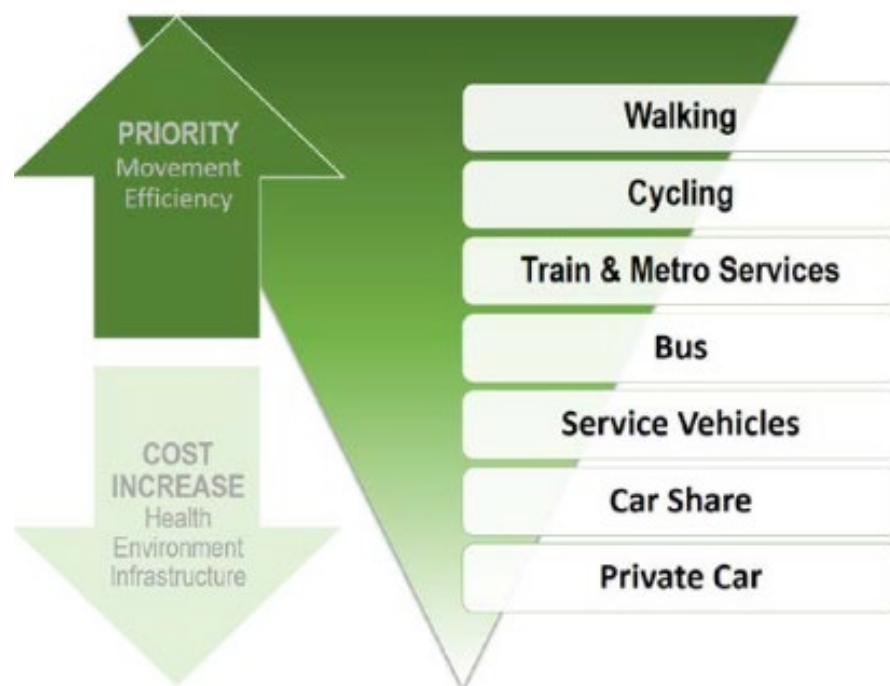 PRIORITY
Movement
Efficiency
COST
INCREASE
Health
Environment
Infrastructure
Walking
Cycling
Train & Metro Services
Bus
Service Vehicles
Car Share
Private Car